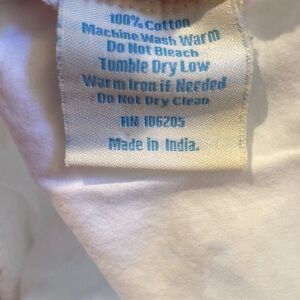 100% Cotton
Machine Wash Warm
Do Not Bleach
Tumble Dry Low
Warm Iron if Needed
Do Not Dry Clean
RN 106205
Made in India.